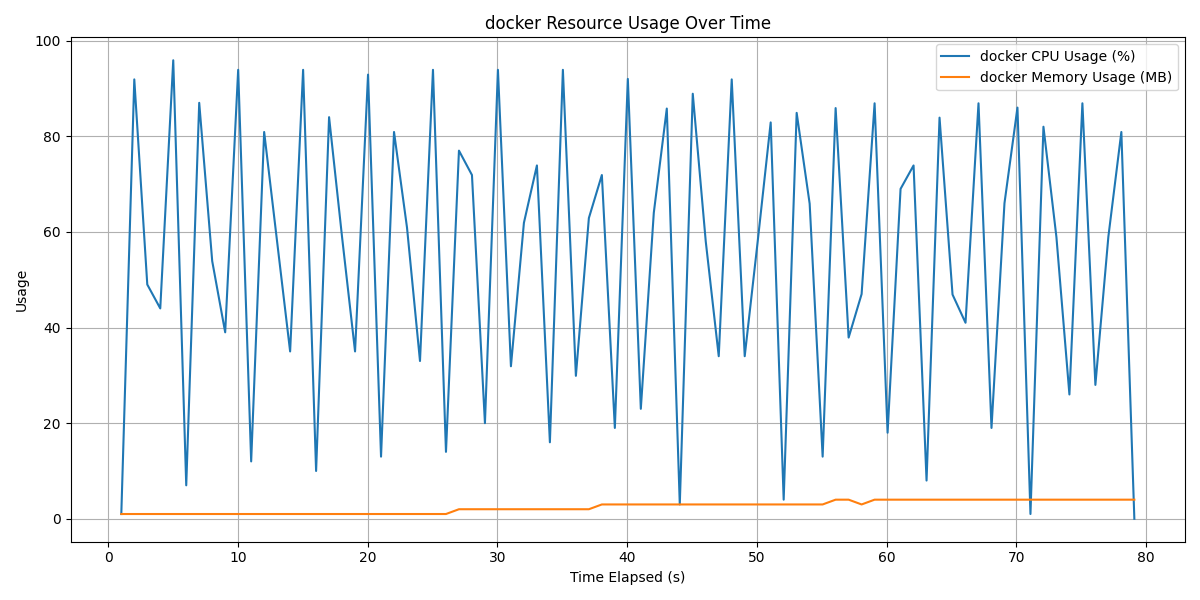 docker Resource Usage Over Time
docker CPU Usage (%)
docker Memory Usage (MB)
Usage
100
80
60
40
20
0
0 10 20 30 40 50 60 70 80
Time Elapsed (s)